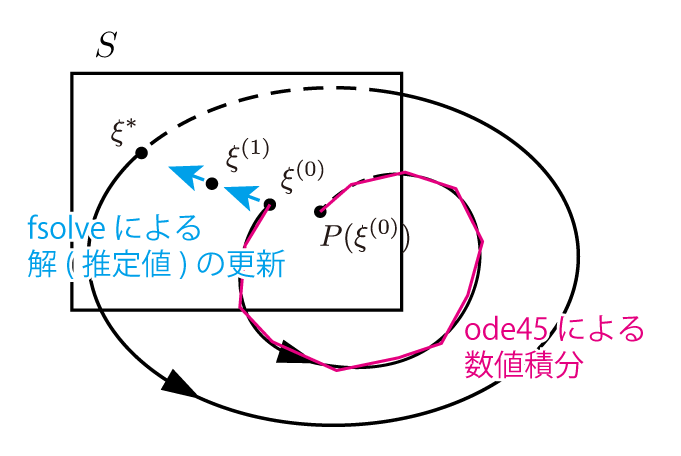 S
ξ*
ξ(1)
ξ(0)
P(ξ(0))
fsolve による
解 ( 推定値 ) の更新
ode45 による
数値積分